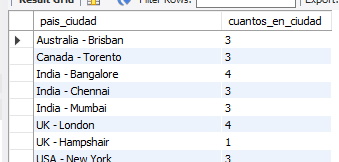 Result Grid Filter Rows: Export:
pais_ciudad cuantos_en_ciudad
Australia - Brisban 3
Canada - Torento 3
India - Bangalore 4
India - Chennai 3
India - Mumbai 3
UK - London 4
UK - Hampshair 1
USA - New York 3